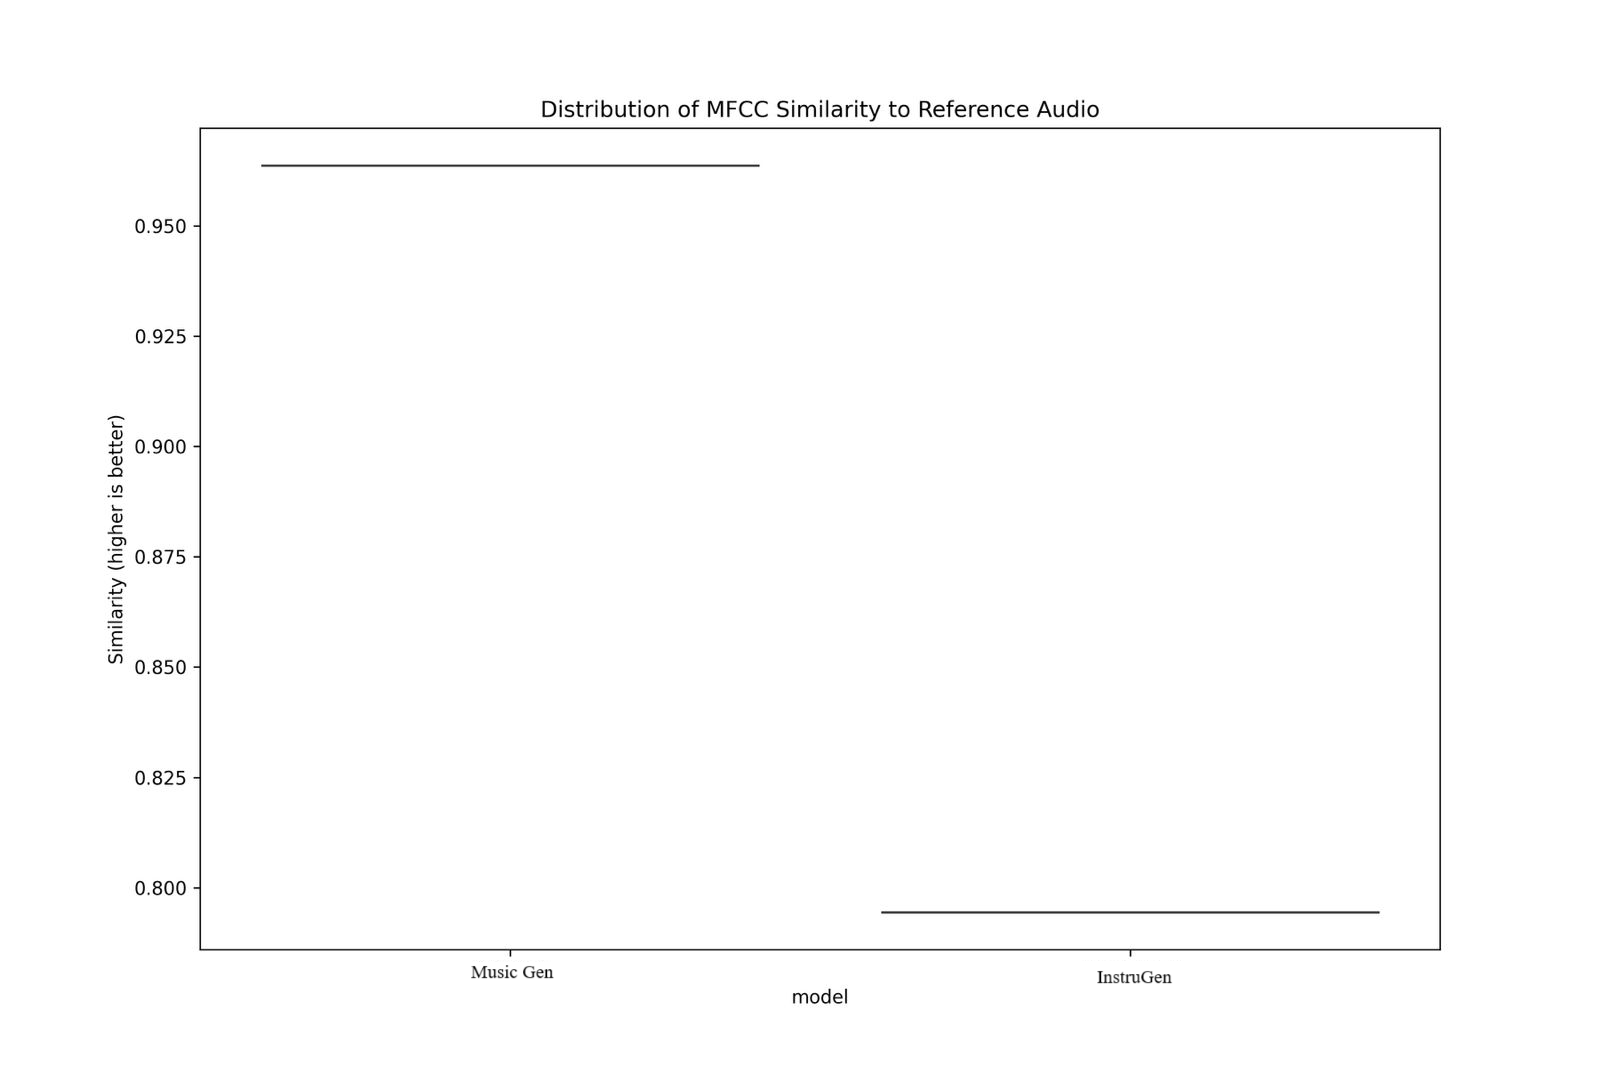 Distribution of MFCC Similarity to Reference Audio
0.950
0.925
0.900
0.875
0.850
0.825
0.800
Similarity (higher is better)
Music Gen
InstruGen
model